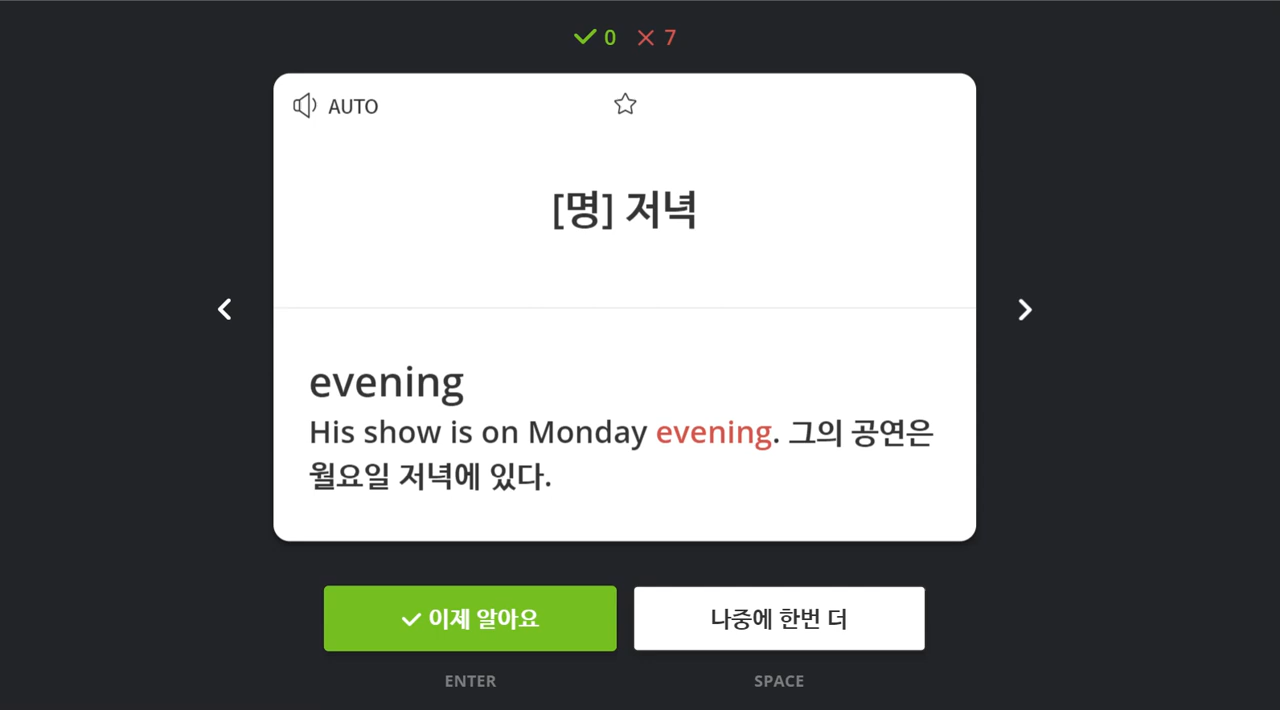 0 7
AUTO
[명] 저녁
evening
His show is on Monday evening. 그의 공연은
월요일 저녁에 있다.
이제 알아요 나중에 한번 더
ENTER SPACE